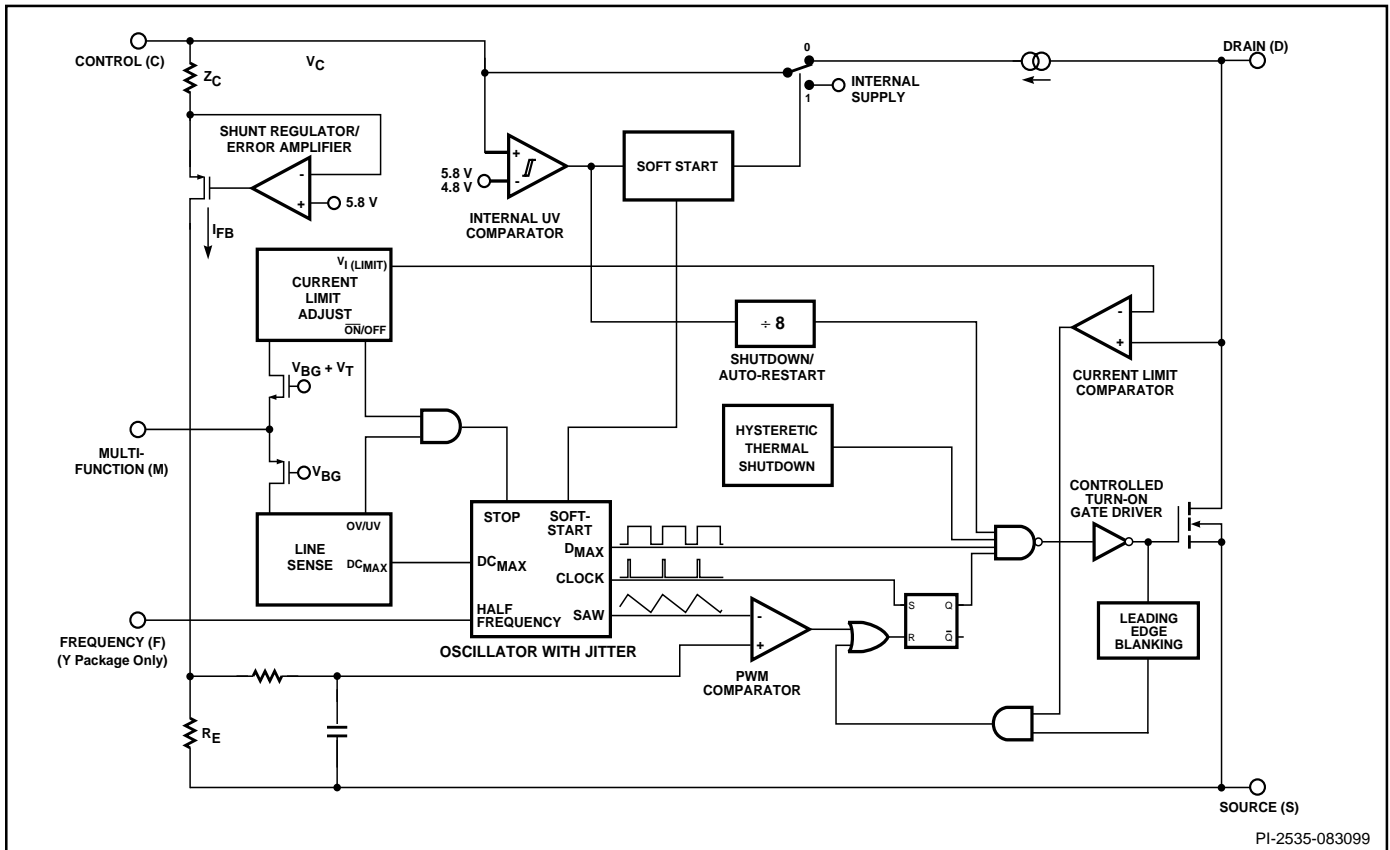 CONTROL (C)
VC
ZC
0
1
INTERNAL
SUPPLY
DRAIN (D)
SHUNT REGULATOR/
ERROR AMPLIFIER
-
+
5.8 V
IFB
+
-
5.8 V
4.8 V
INTERNAL UV
COMPARATOR
SOFT START
VI (LIMIT)
CURRENT
LIMIT
ADJUST
ON/OFF
÷ 8
SHUTDOWN/
AUTO-RESTART
-
+
CURRENT LIMIT
COMPARATOR
VBG + VT
MULTI-
FUNCTION (M)
VBG
HYSTERETIC
THERMAL
SHUTDOWN
CONTROLLED
TURN-ON
GATE DRIVER
OV/UV
LINE
SENSE
DCMAX
STOP
SOFT-
START
DMAX
DCMAX
CLOCK
HALF
FREQUENCY
SAW
OSCILLATOR WITH JITTER
-
+
PWM
COMPARATOR
S
Q
R
Q
LEADING
EDGE
BLANKING
FREQUENCY (F)
(Y Package Only)
RE
SOURCE (S)
PI-2535-083099